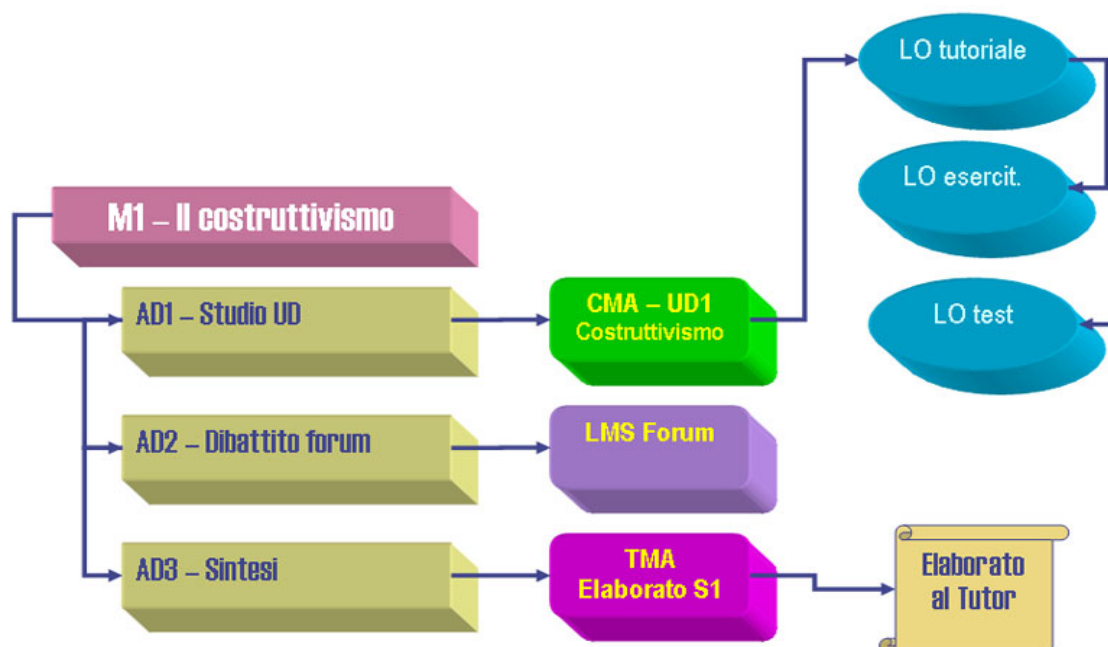 LO tutoriale
LO esercit.
M1 – Il costruttivismo
AD1 – Studio UD
CMA – UD1
Costruttivismo
LO test
AD2 – Dibattito forum
LMS Forum
AD3 – Sintesi
TMA
Elaborato S1
Elaborato
al Tutor